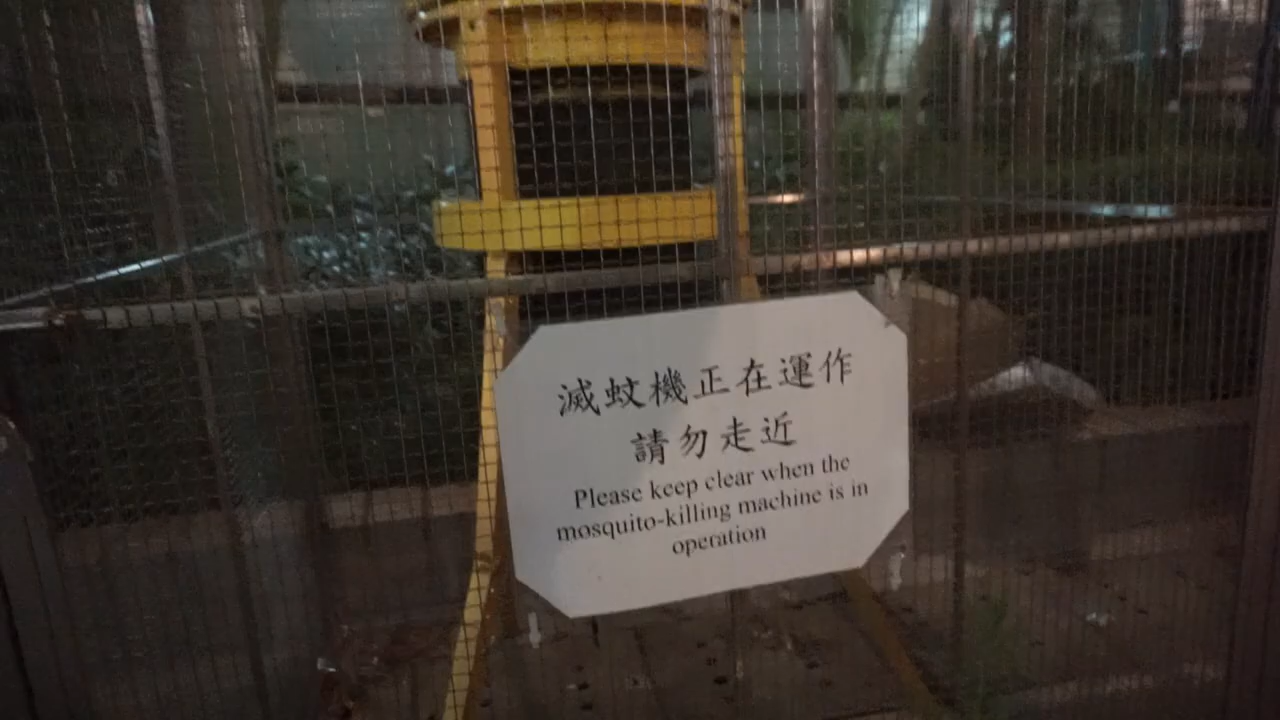 滅蚊機正在運作
請勿走近
Please keep clear when the
mosquito-killing machine is in
operation